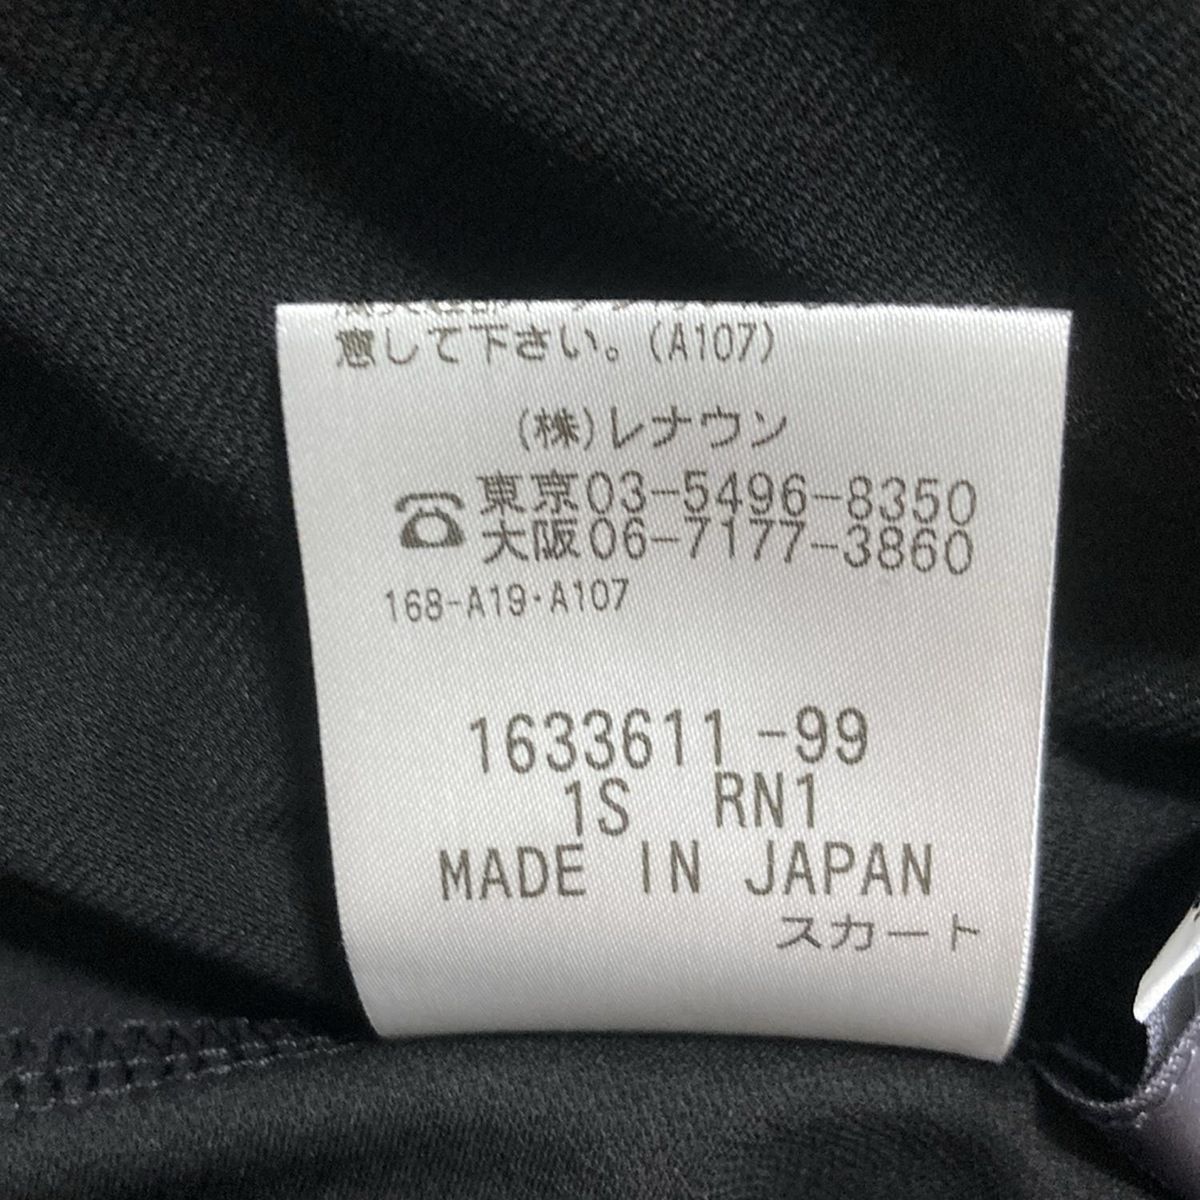 意して下さい。(A107)
(株)レナウン
☎東京03-5496-8350
大阪06-7177-3860
168-A19・A107
1633611-99
1S RN1
MADE IN JAPAN
スカート